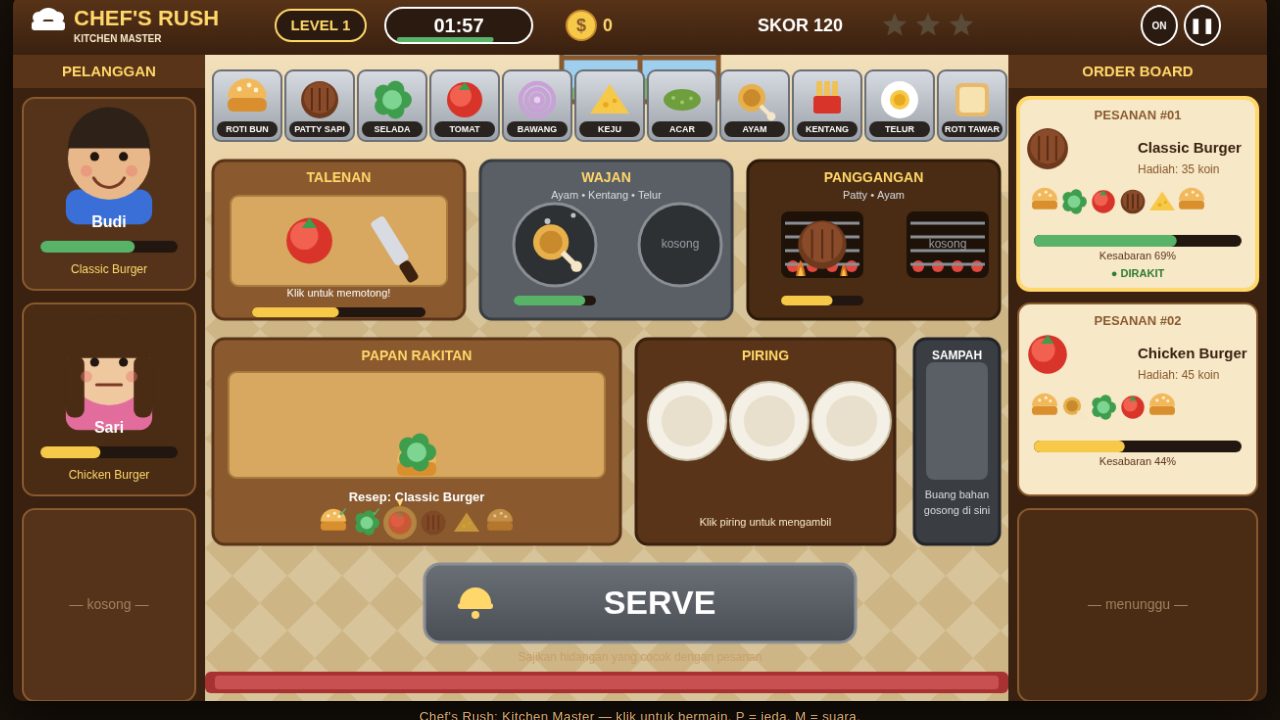 CHEF'S RUSH
KITCHEN MASTER
LEVEL 1
01:57
$
0
SKOR 120
ON
PELANGGAN
ORDER BOARD
ROTI BUN
PATTY SAPI
SELADA
TOMAT
BAWANG
KEJU
ACAR
AYAM
KENTANG
TELUR
ROTI TAWAR
Budi
Classic Burger
Sari
Chicken Burger
— kosong —
TALENAN
Klik untuk memotong!
WAJAN
Ayam • Kentang • Telur
kosong
PANGGANGAN
Patty • Ayam
kosong
PAPAN RAKITAN
Resep: Classic Burger
PIRING
Klik piring untuk mengambil
SAMPAH
Buang bahan
gosong di sini
SERVE
Sajikan hidangan yang cocok dengan pesanan
PESANAN #01
Classic Burger
Hadiah: 35 koin
Kesabaran 69%
● DIRAKIT
PESANAN #02
Chicken Burger
Hadiah: 45 koin
Kesabaran 44%
— menunggu —
Chef's Rush: Kitchen Master — klik untuk bermain, P = jeda, M = suara.